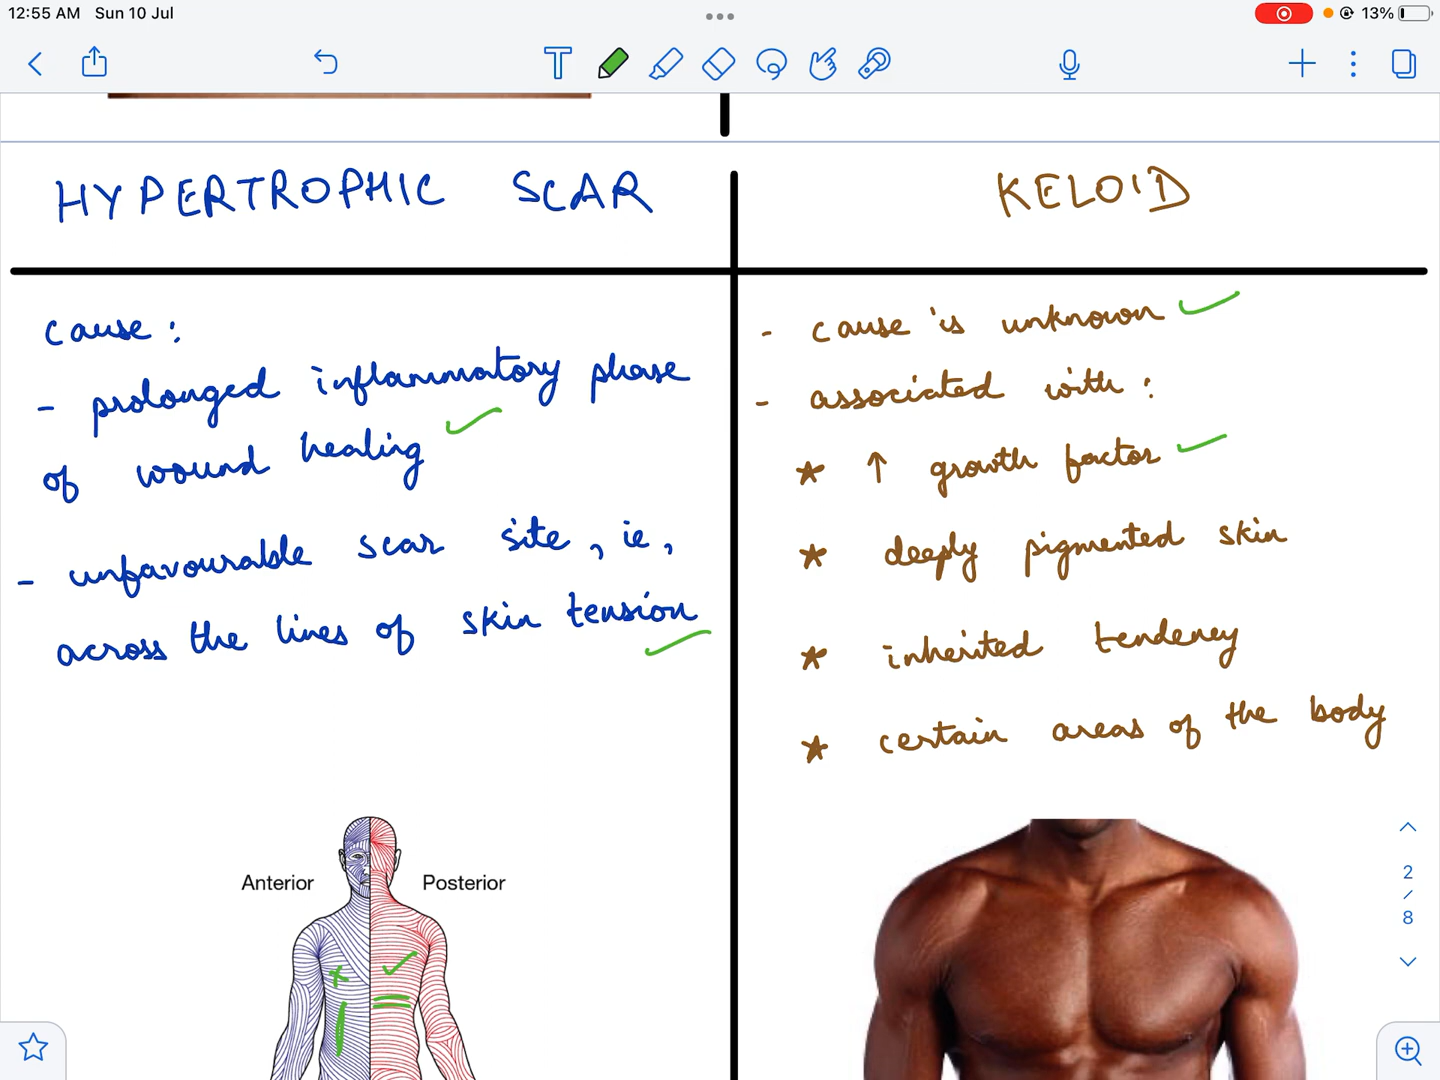 12:55 AM Sun 10 Jul
13%
HYPERTROPHIC SCAR
cause :
- prolonged inflammatory phase
of wound healing
- unfavourable scar site, ie,
across the lines of skin tension
Anterior
Posterior
KELOID
- cause is unknown
- associated with :
* ↑ growth factor
* deeply pigmented skin
* inherited tendency
* certain areas of the body
2
/
8